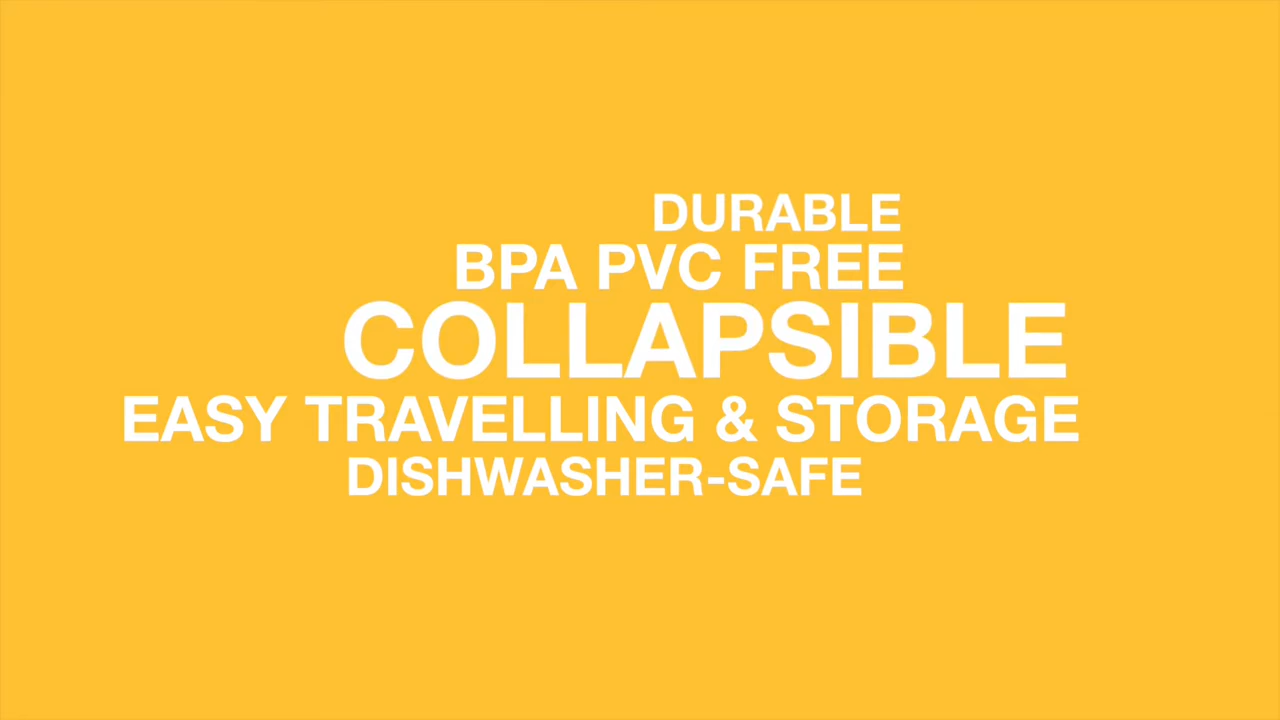 DURABLE
BPA PVC FREE
COLLAPSIBLE
EASY TRAVELLING & STORAGE
DISHWASHER-SAFE